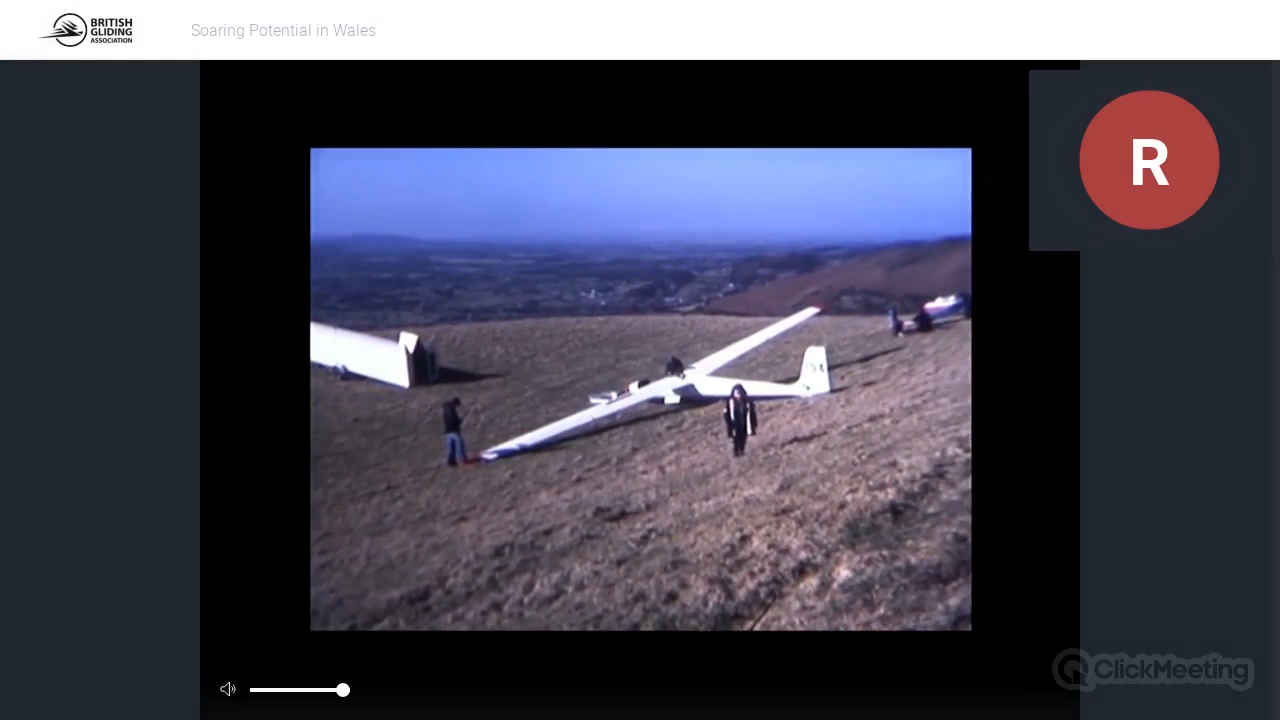 BRITISH
GLIDING
ASSOCIATION
Soaring Potential in Wales
R
ClickMeeting